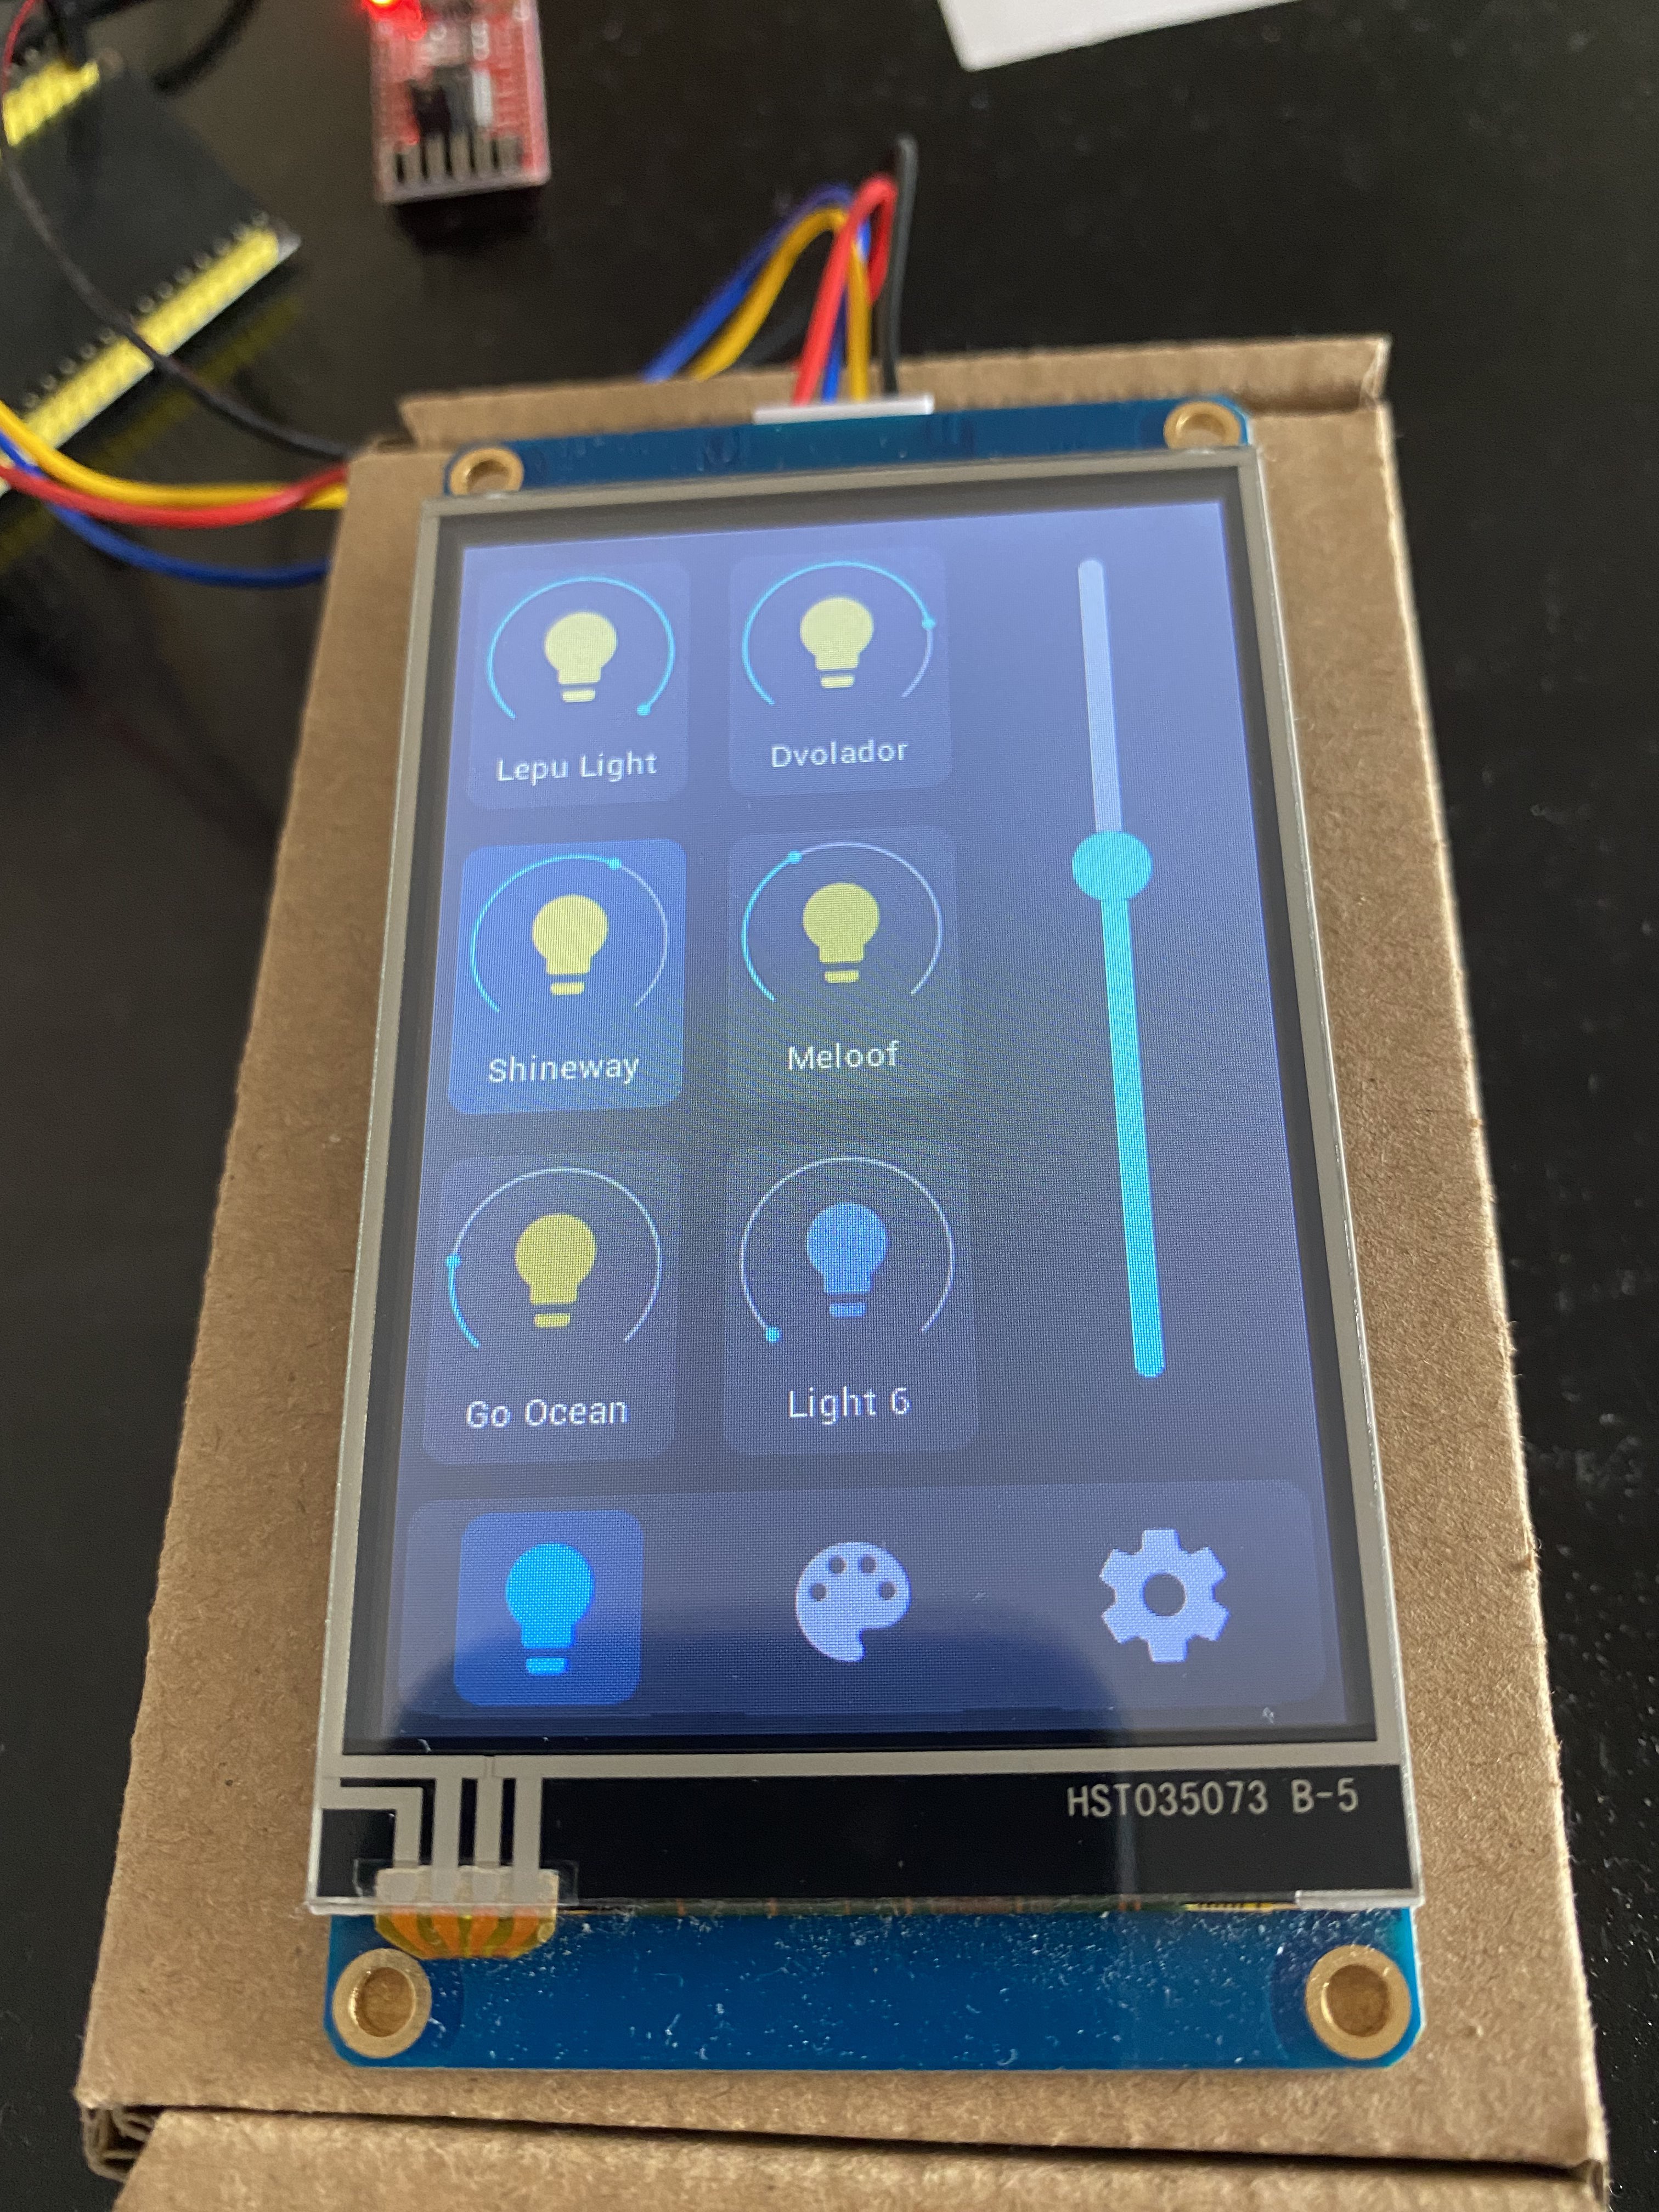 Lepu Light
Dvolador
Shineway
Meloof
Go Ocean
Light 6
HST035073 B-5